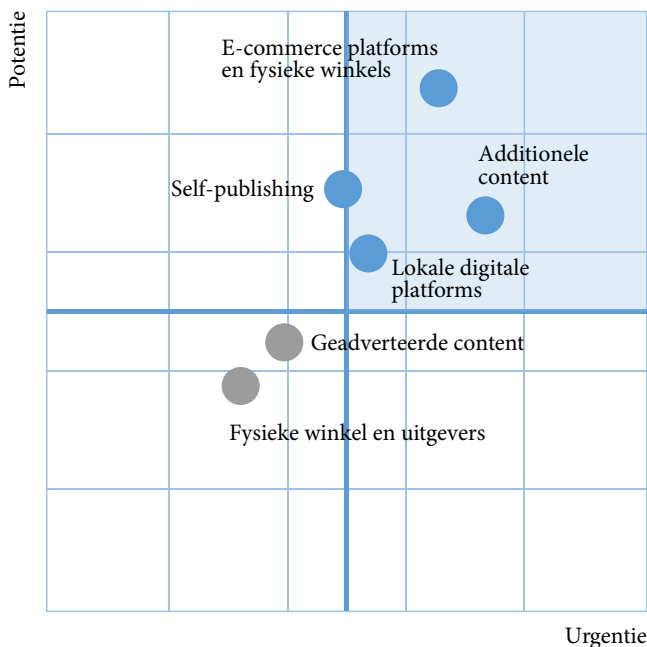 Potentie
E-commerce platforms
en fysieke winkels
Additionele
content
Self-publishing
Lokale digitale
platforms
Geadverteerde content
Fysieke winkel en uitgevers
Urgentie